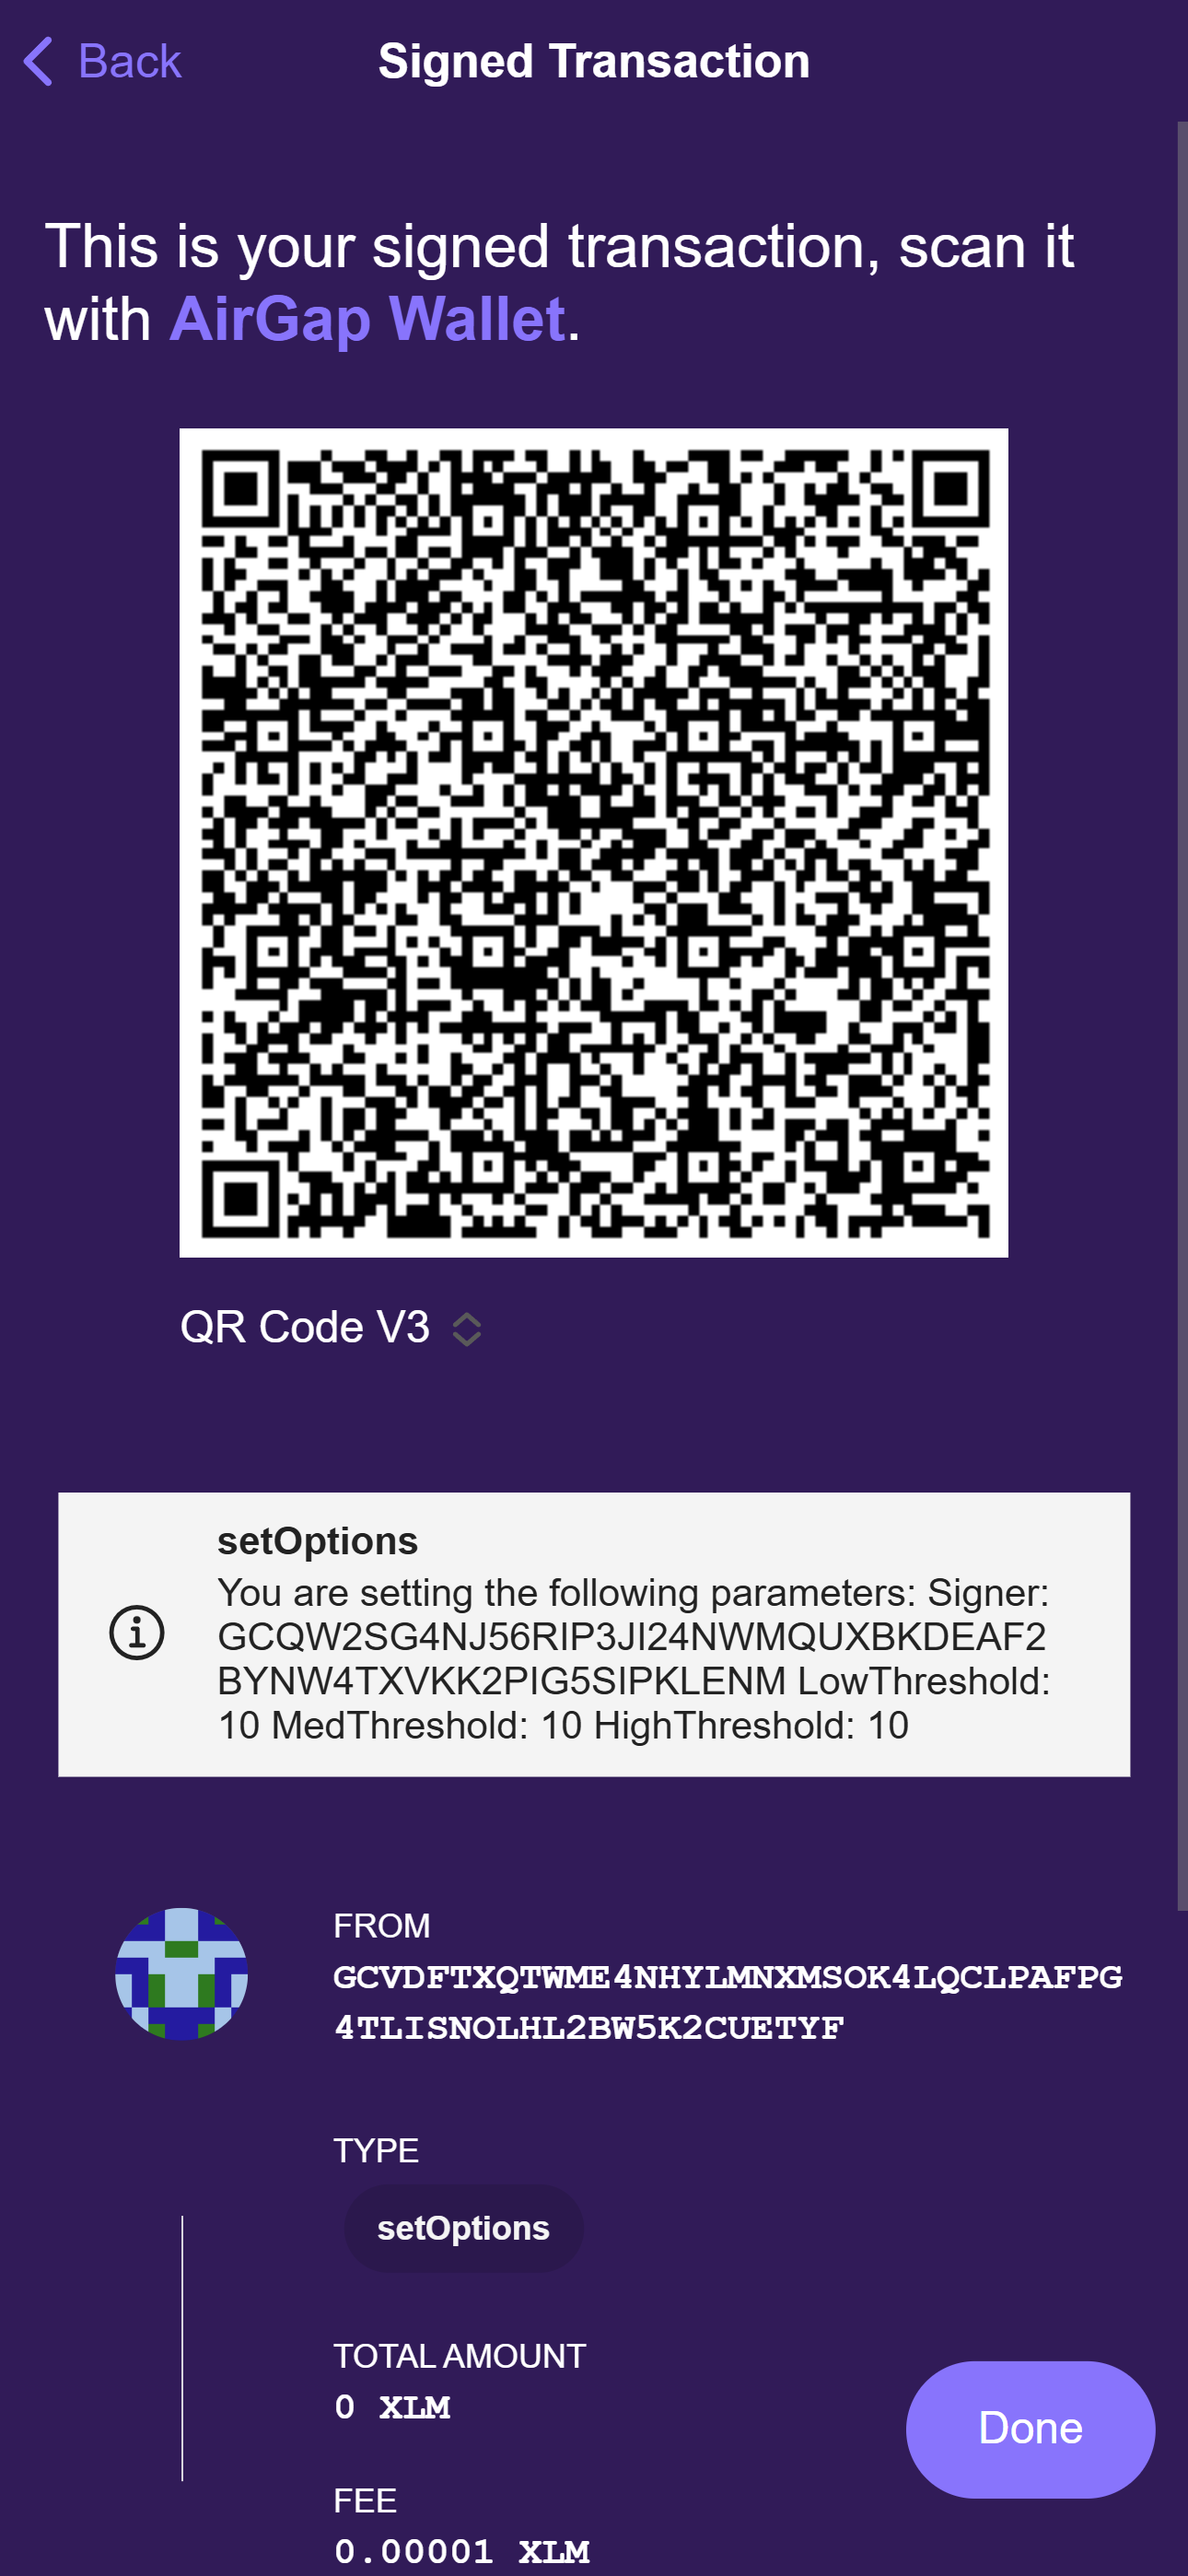 Back
Signed Transaction
This is your signed transaction, scan it
with AirGap Wallet.
QR Code V3
setOptions
You are setting the following parameters: Signer:
GCQW2SG4NJ56RIP3JI24NWMQUXBKDEAF2
BYNW4TXVKK2PIG5SIPKLENM LowThreshold:
10 MedThreshold: 10 HighThreshold: 10
FROM
GCVDFTXQTWME4NHYLMNXMSOK4LQCLPAFPG
4TLISNOLHL2BW5K2CUETYF
TYPE
setOptions
TOTAL AMOUNT
0 XLM
Done
FEE
0.00001 XLM